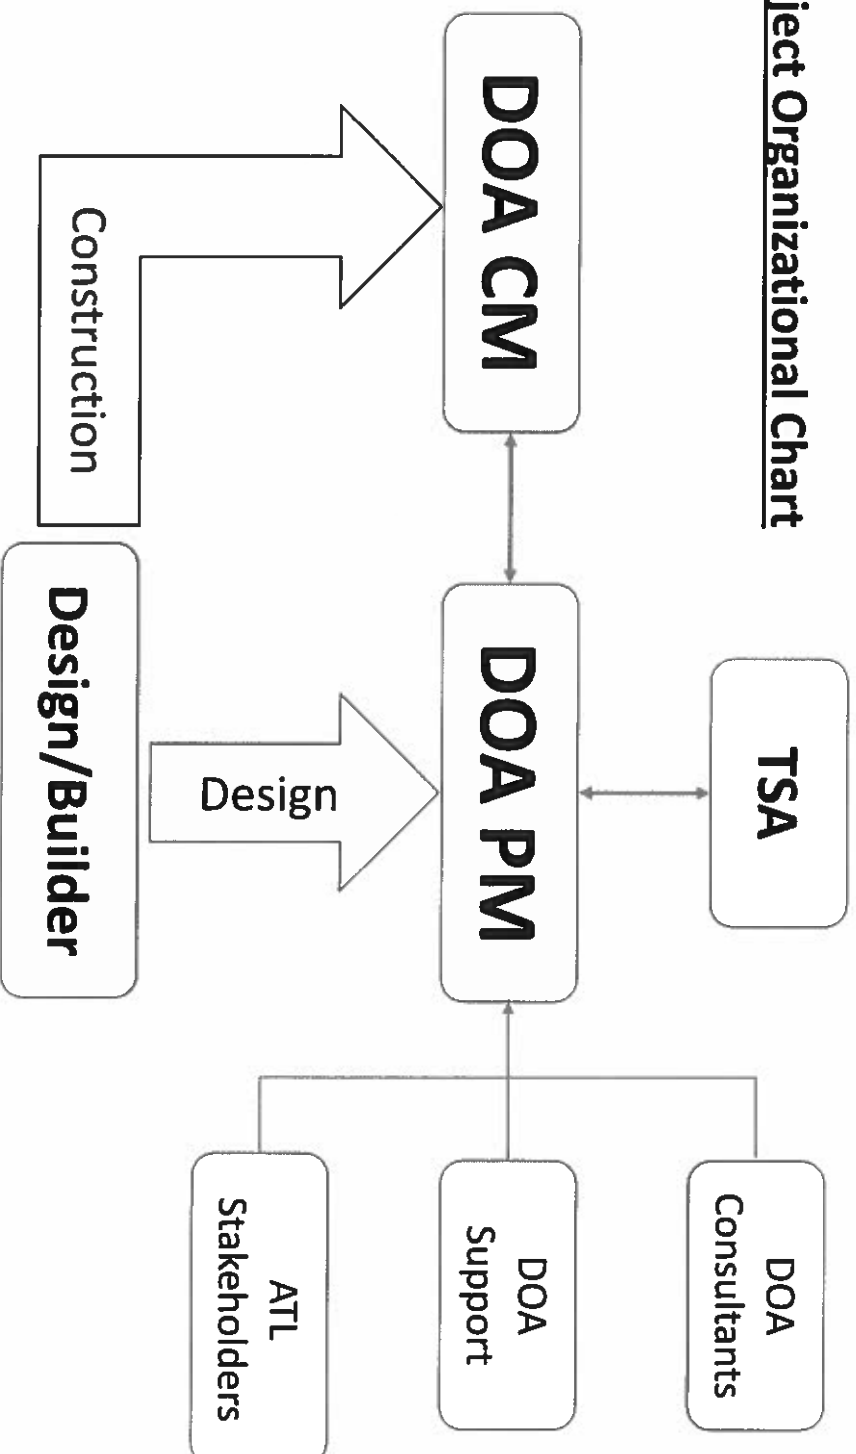 ject Organizational Chart
TSA
DOA
Consultants
DOA CM
DOA PM
DOA
Support
Design
ATL
Stakeholders
Construction
Design/Builder